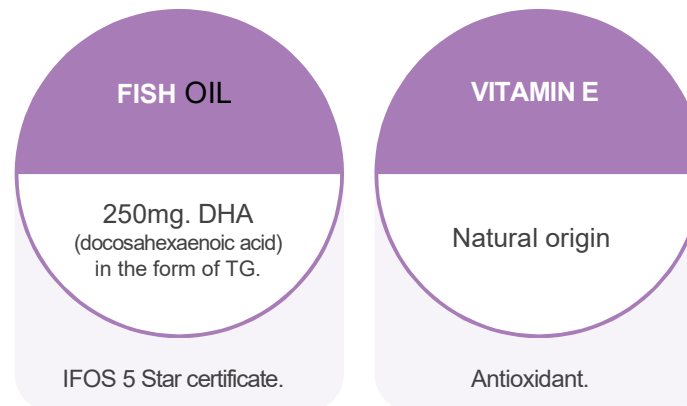 FISH OIL
250mg. DHA
(docosahexaenoic acid)
in the form of TG.
IFOS 5 Star certificate.
VITAMIN E
Natural origin
Antioxidant.